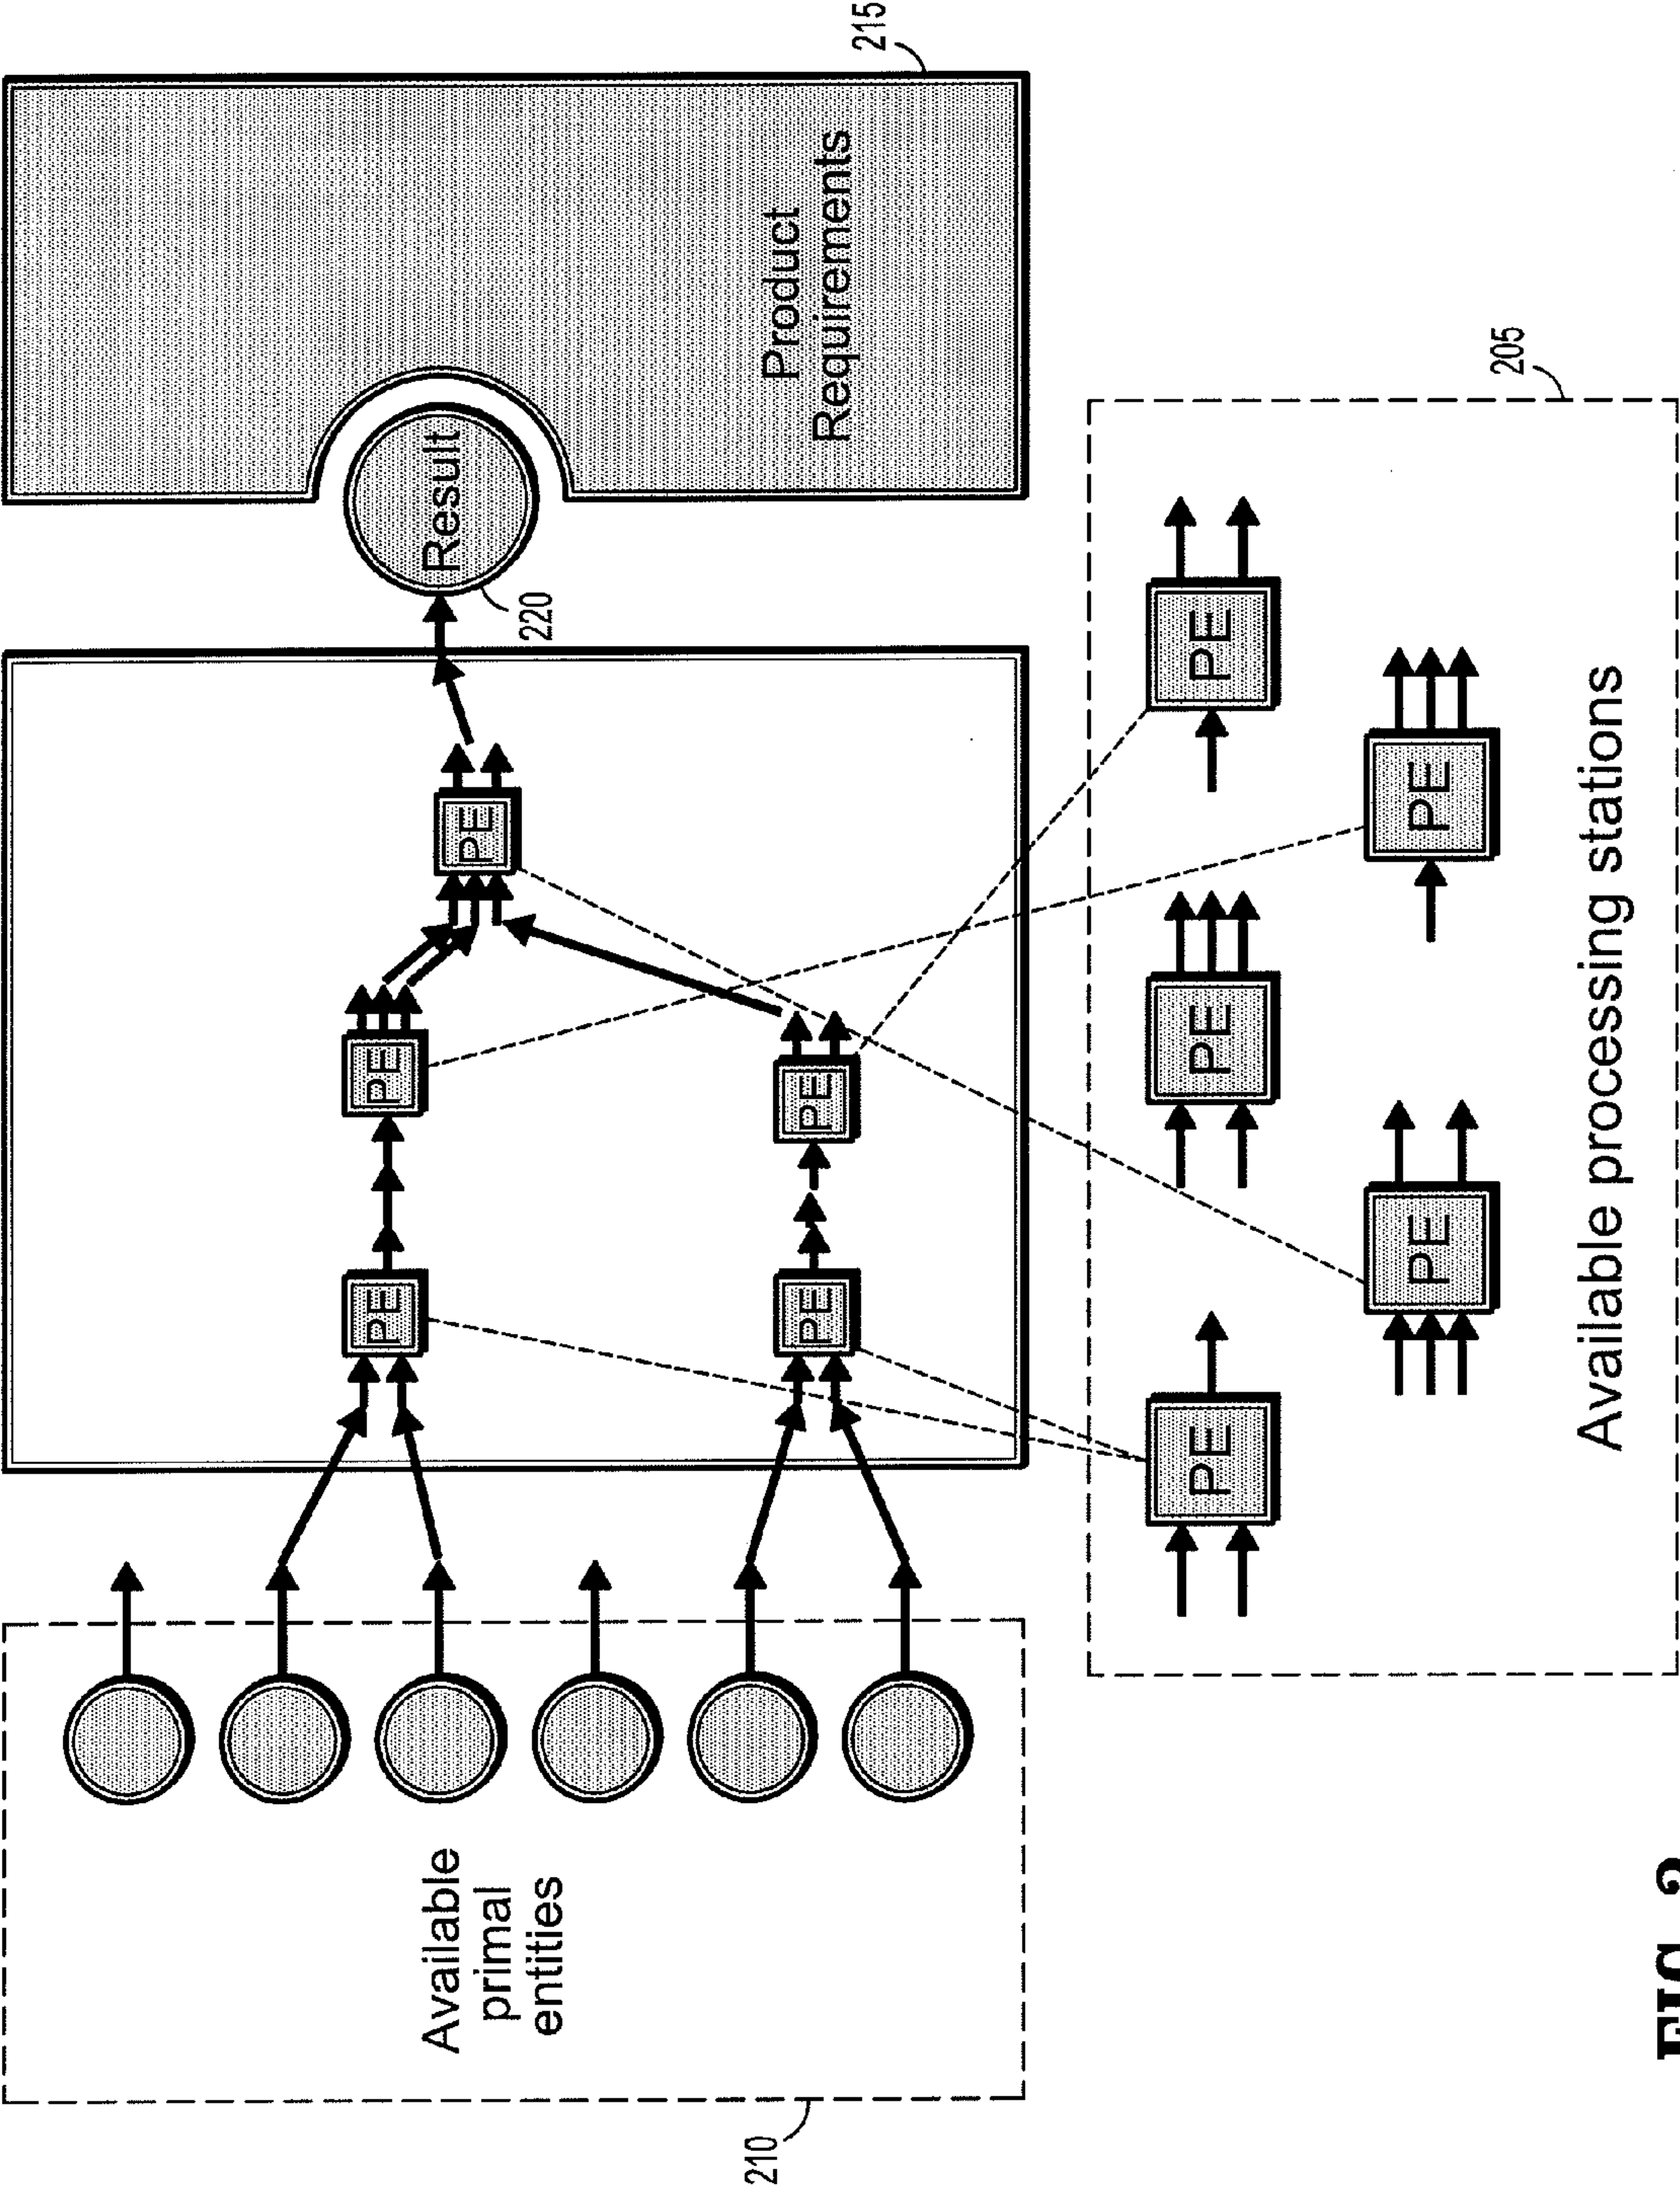 Available
primal
entities
210
PE
PE
PE
PE
PE
Result
220
Product
Requirements
215
PE
PE
PE
PE
PE
Available processing stations
205